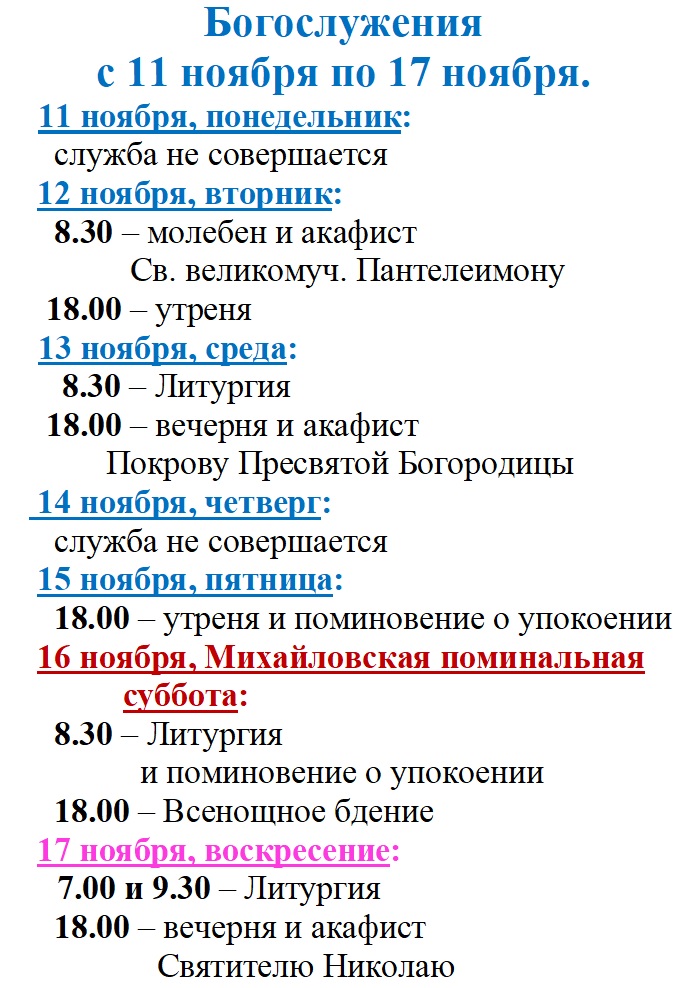 Богослужения
с 11 ноября по 17 ноября.
11 ноября, понедельник:
служба не совершается
12 ноября, вторник:
8.30 – молебен и акафист
Св. великомуч. Пантелеимону
18.00 – утреня
13 ноября, среда:
8.30 – Литургия
18.00 – вечерня и акафист
Покрову Пресвятой Богородицы
14 ноября, четверг:
служба не совершается
15 ноября, пятница:
18.00 – утреня и поминовение о упокоении
16 ноября, Михайловская поминальная
суббота:
8.30 – Литургия
и поминовение о упокоении
18.00 – Всенощное бдение
17 ноября, воскресение:
7.00 и 9.30 – Литургия
18.00 – вечерня и акафист
Святителю Николаю